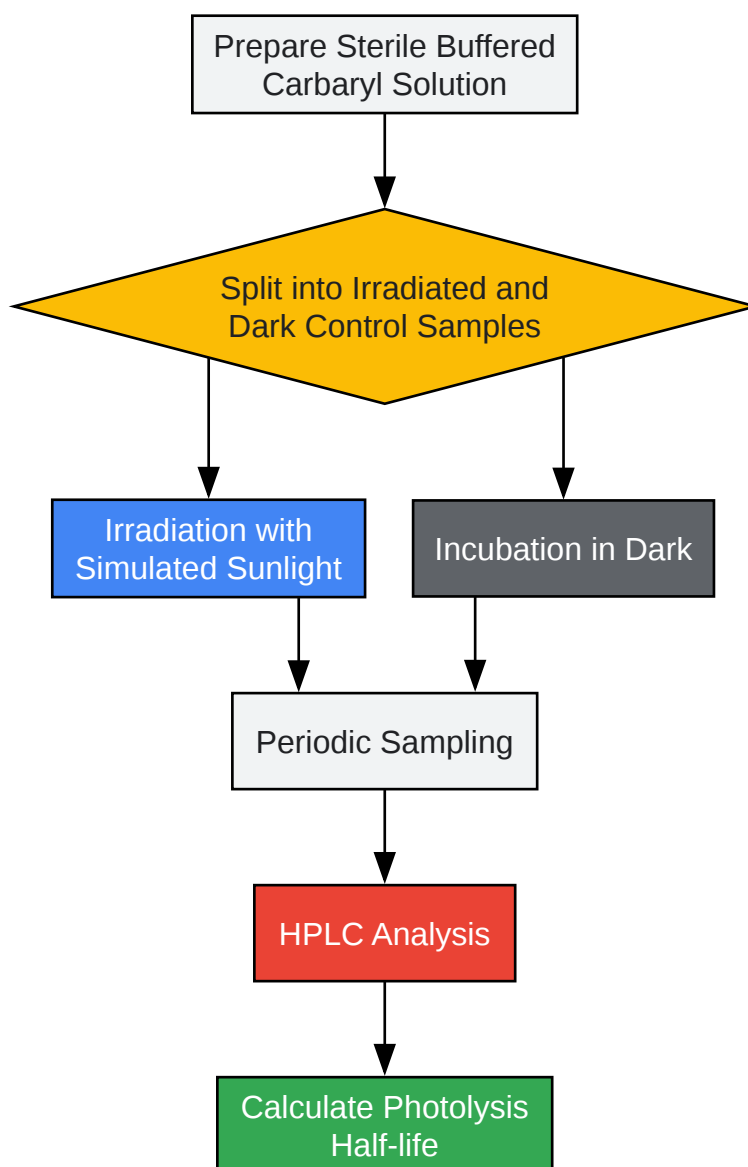 Prepare Sterile Buffered
Carbaryl Solution
Split into Irradiated and
Dark Control Samples
Irradiation with
Simulated Sunlight
Incubation in Dark
Periodic Sampling
HPLC Analysis
Calculate Photolysis
Half-life